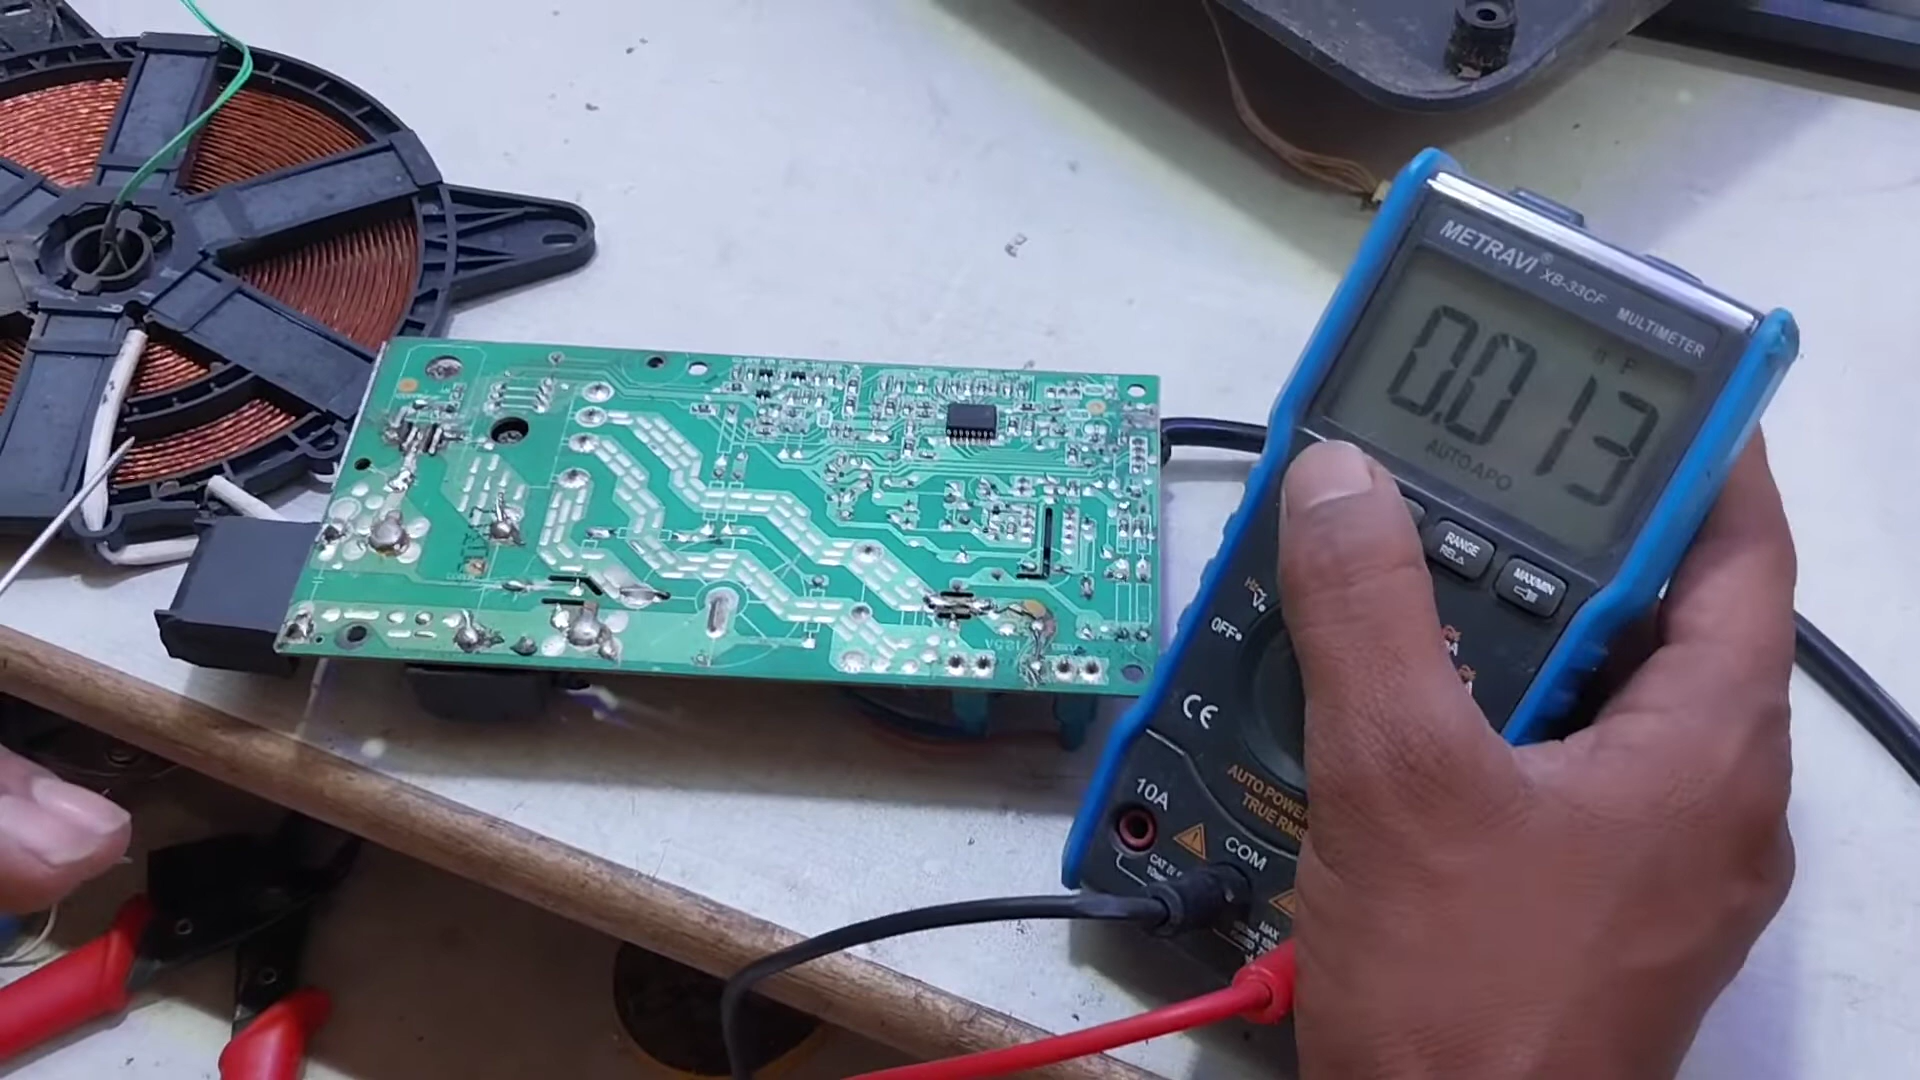 METRAVI® XB-33CF MULTIMETER
n F
0.013
AUTO APO
RANGE
REL△
MAX/MIN
OFF
CE
AUTO POWER
TRUE RMS
10A
COM
MAX